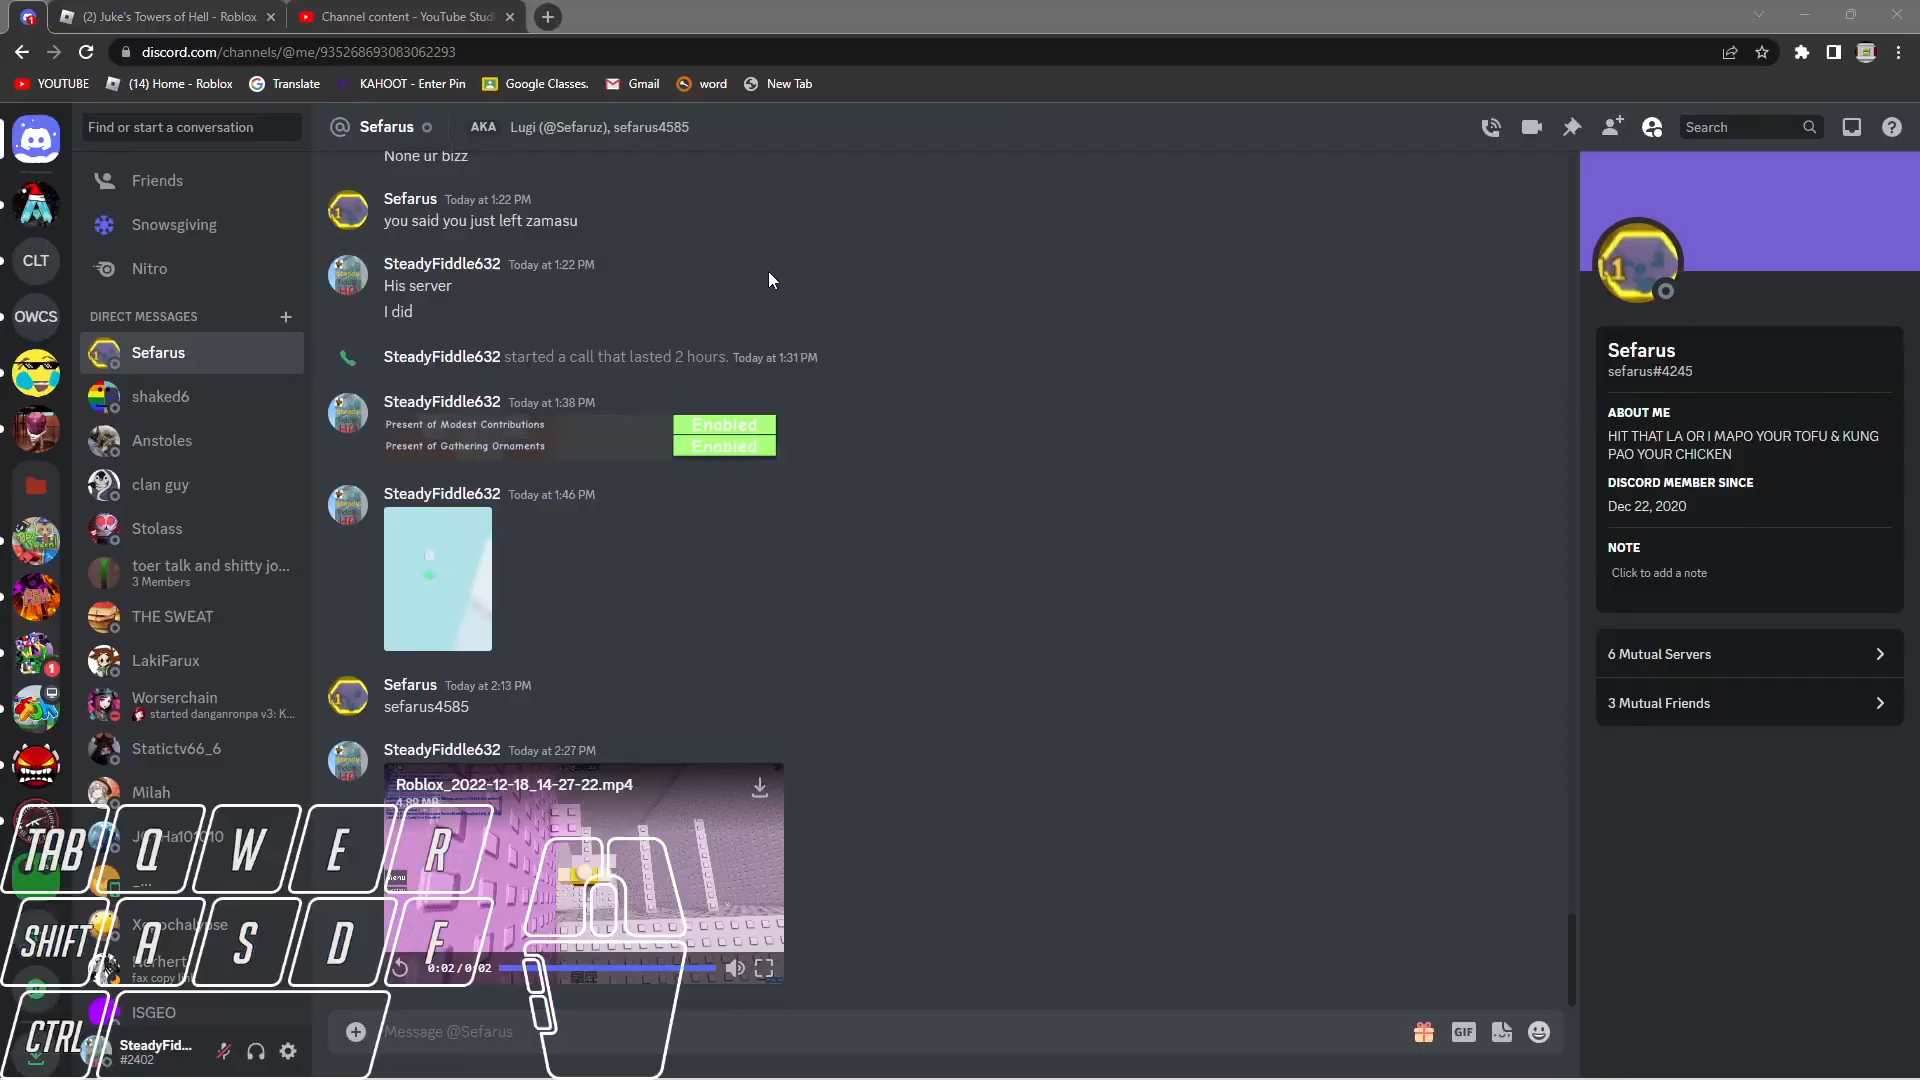 (2) Juke's Towers of Hell - Roblox
Channel content - YouTube Studi
discord.com/channels/@me/935268693083062293
YOUTUBE
(14) Home - Roblox
Translate
KAHOOT - Enter Pin
Google Classes.
Gmail
word
New Tab
Find or start a conversation
Sefarus
AKA
Lugi (@Sefaruz), sefarus4585
Search
Friends
Snowsgiving
Nitro
DIRECT MESSAGES
Sefarus
shaked6
Anstoles
clan guy
Stolass
toer talk and shitty jo...
3 Members
THE SWEAT
LakiFarux
Worserchain
started danganronpa v3: K...
Statictv66_6
Milah
ISGEO
SteadyFid...
#2402
CLT
OWCS
1
None ur bizz
Sefarus Today at 1:22 PM
you said you just left zamasu
SteadyFiddle632 Today at 1:22 PM
His server
I did
SteadyFiddle632 started a call that lasted 2 hours. Today at 1:31 PM
SteadyFiddle632 Today at 1:38 PM
Present of Modest Contributions Enabled
Present of Gathering Ornaments Enabled
SteadyFiddle632 Today at 1:46 PM
Sefarus Today at 2:13 PM
sefarus4585
SteadyFiddle632 Today at 2:27 PM
Roblox_2022-12-18_14-27-22.mp4
4.89 MB
0:02/0:02
Message @Sefarus
GIF
TAB Q W E R
SHIFT A S D F
CTRL
Sefarus
sefarus#4245
ABOUT ME
HIT THAT LA OR I MAPO YOUR TOFU & KUNG
PAO YOUR CHICKEN
DISCORD MEMBER SINCE
Dec 22, 2020
NOTE
Click to add a note
6 Mutual Servers
3 Mutual Friends